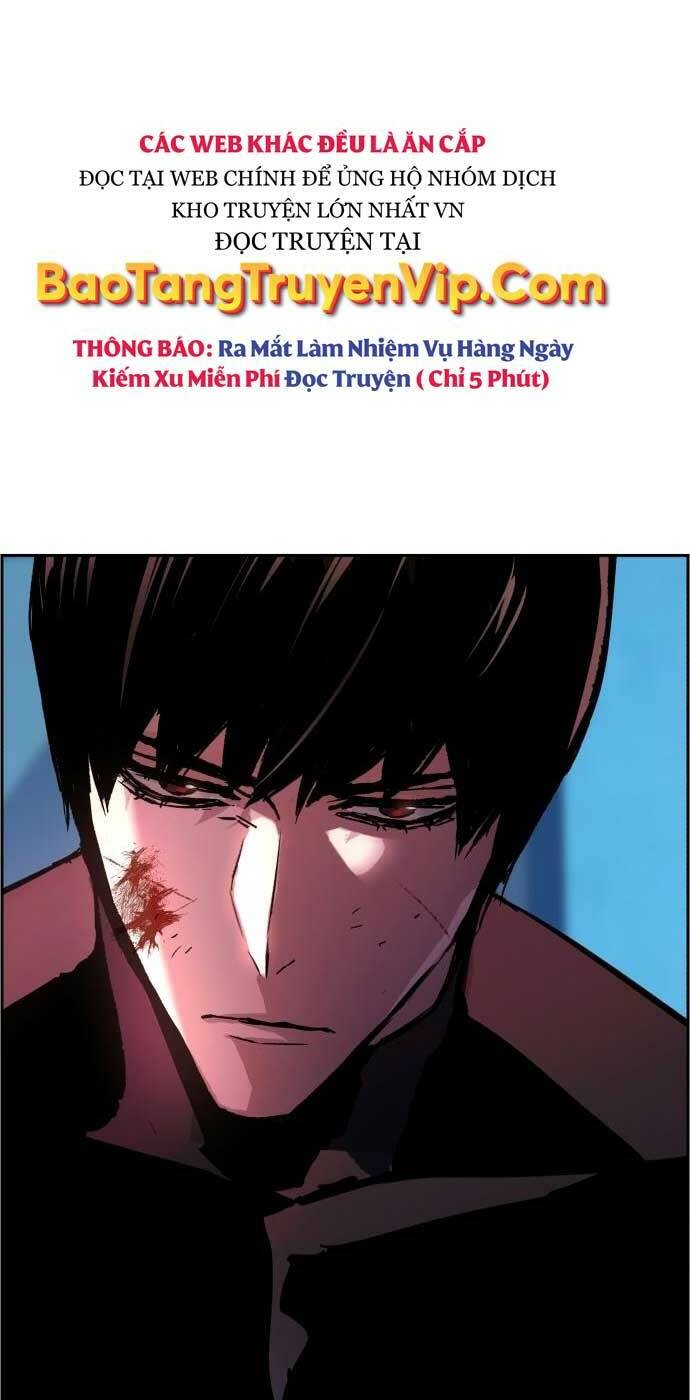 CÁC WEB KHÁC ĐỀU LÀ ĂN CẮP
ĐỌC TẠI WEB CHÍNH ĐỂ ỦNG HỘ NHÓM DỊCH
KHO TRUYỆN LỚN NHẤT VN
ĐỌC TRUYỆN TẠI
BaoTangTruyenVip.Com
THÔNG BÁO: Ra Mắt Làm Nhiệm Vụ Hàng Ngày
Kiếm Xu Miễn Phí Đọc Truyện ( Chỉ 5 Phút)